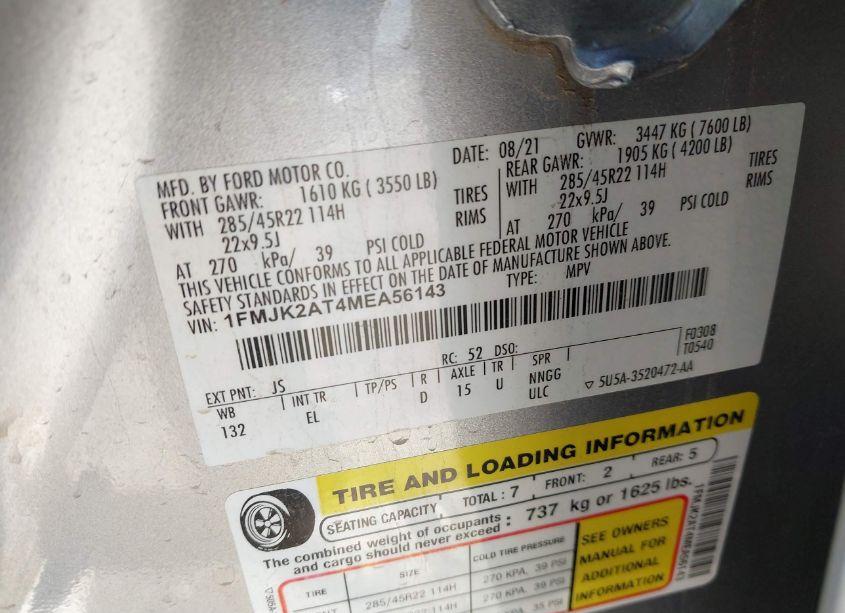 MFD. BY FORD MOTOR CO. DATE: 08/21 GVWR: 3447 KG ( 7600 LB)
FRONT GAWR: 1610 KG ( 3550 LB) REAR GAWR: 1905 KG ( 4200 LB)
WITH 285/45R22 114H TIRES WITH 285/45R22 114H TIRES
22x9.5J RIMS 22x9.5J RIMS
AT 270 kPa/ 39 PSI COLD AT 270 kPa/ 39 PSI COLD
THIS VEHICLE CONFORMS TO ALL APPLICABLE FEDERAL MOTOR VEHICLE
SAFETY STANDARDS IN EFFECT ON THE DATE OF MANUFACTURE SHOWN ABOVE.
VIN: 1FMJK2AT4MEA56143 TYPE: MPV
F0308
T0540
EXT PNT: JS RC: 52 DSO:
WB INT TR TP/PS R AXLE TR SPR
132 EL D 15 U NNGG
ULC
▽ 5U5A-3520472-AA
TIRE AND LOADING INFORMATION
SEATING CAPACITY TOTAL : 7 FRONT: 2 REAR: 5
The combined weight of occupants and cargo should never exceed : 737 kg or 1625 lbs.
TIRE SIZE COLD TIRE PRESSURE
285/45R22 114H 270 KPA, 39 PSI
SEE OWNERS
MANUAL FOR
ADDITIONAL
INFORMATION
1FMJK2AT4MEA56143